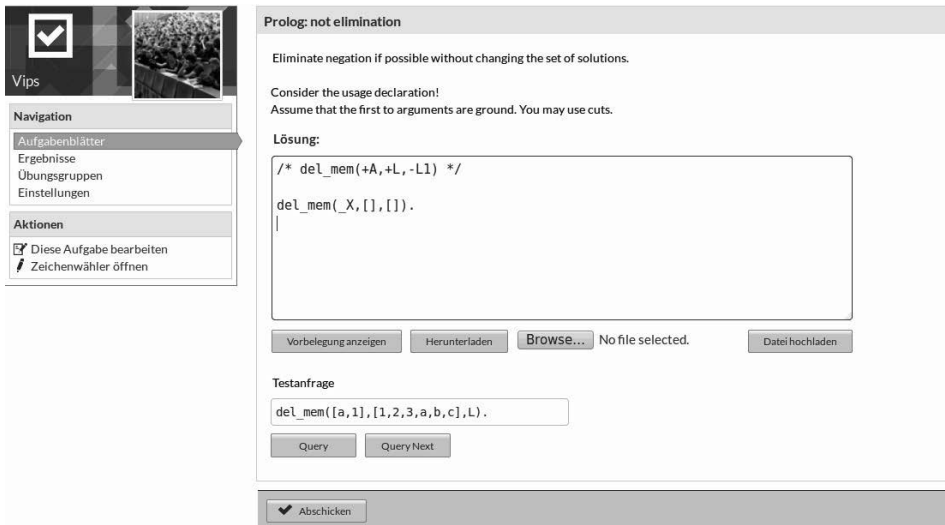 Vips
Navigation
Aufgabenblätter
Ergebnisse
Übungsgruppen
Einstellungen
Aktionen
Diese Aufgabe bearbeiten
Zeichenwähler öffnen
Prolog: not elimination
Eliminate negation if possible without changing the set of solutions.
Consider the usage declaration!
Assume that the first to arguments are ground. You may use cuts.
Lösung:
/* del_mem(+A,+L,-L1) */
del_mem(_X,[],[]).
Vorbelegung anzeigen Herunterladen Browse... No file selected. Datei hochladen
Testanfrage
del_mem([a,1],[1,2,3,a,b,c],L).
Query Query Next
Abschicken